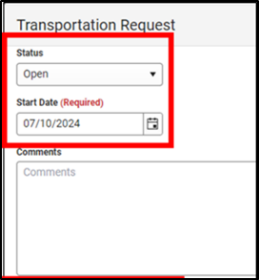 Transportation Request
Status
Open
Start Date (Required)
07/10/2024
Comments
Comments